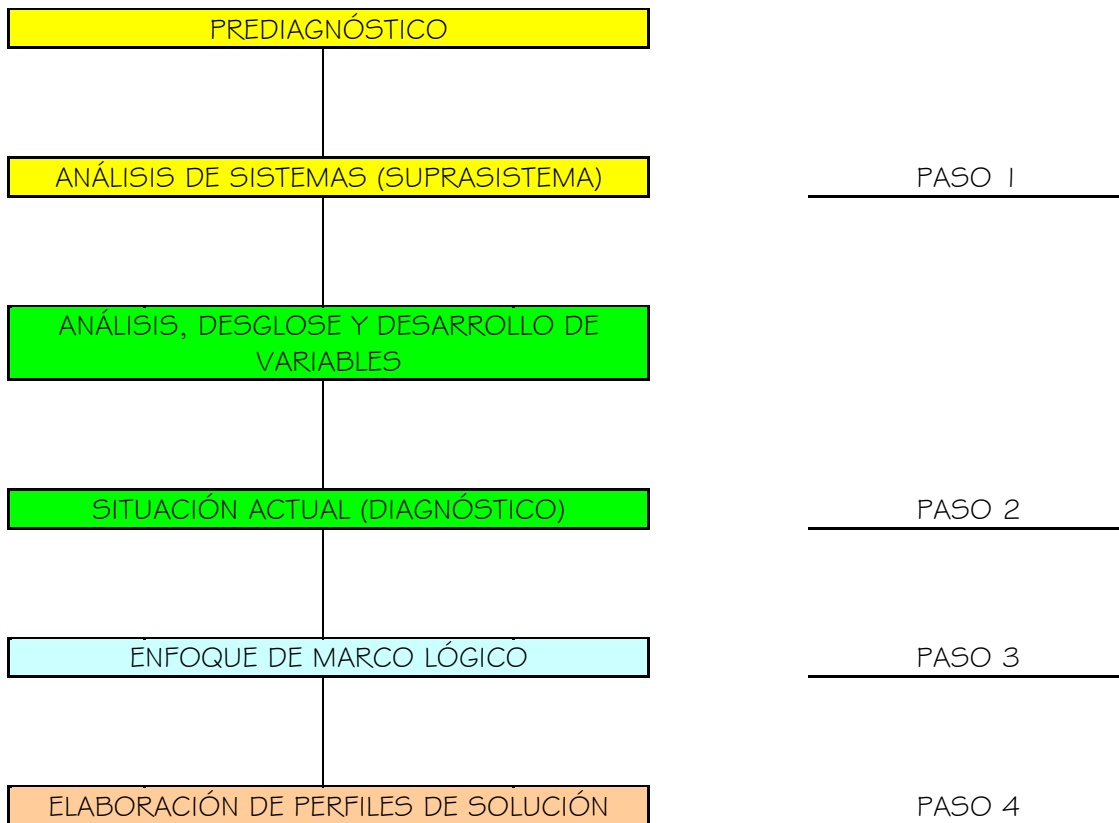 PREDIAGNÓSTICO
ANÁLISIS DE SISTEMAS (SUPRASISTEMA)
PASO 1
ANÁLISIS, DESGLOSE Y DESARROLLO DE
VARIABLES
SITUACIÓN ACTUAL (DIAGNÓSTICO)
PASO 2
ENFOQUE DE MARCO LÓGICO
PASO 3
ELABORACIÓN DE PERFILES DE SOLUCIÓN
PASO 4